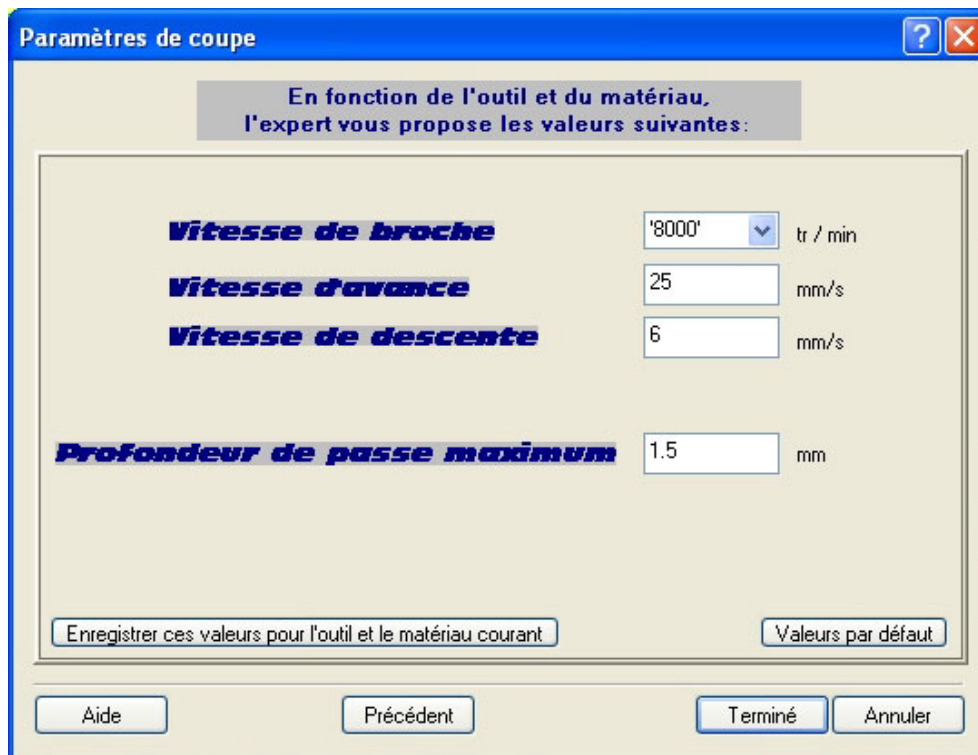 Paramètres de coupe
En fonction de l'outil et du matériau,
l'expert vous propose les valeurs suivantes:
Vitesse de broche '8000' tr / min
Vitesse d'avance 25 mm/s
Vitesse de descente 6 mm/s
Profondeur de passe maximum 1.5 mm
Enregistrer ces valeurs pour l'outil et le matériau courant Valeurs par défaut
Aide Précédent Terminé Annuler